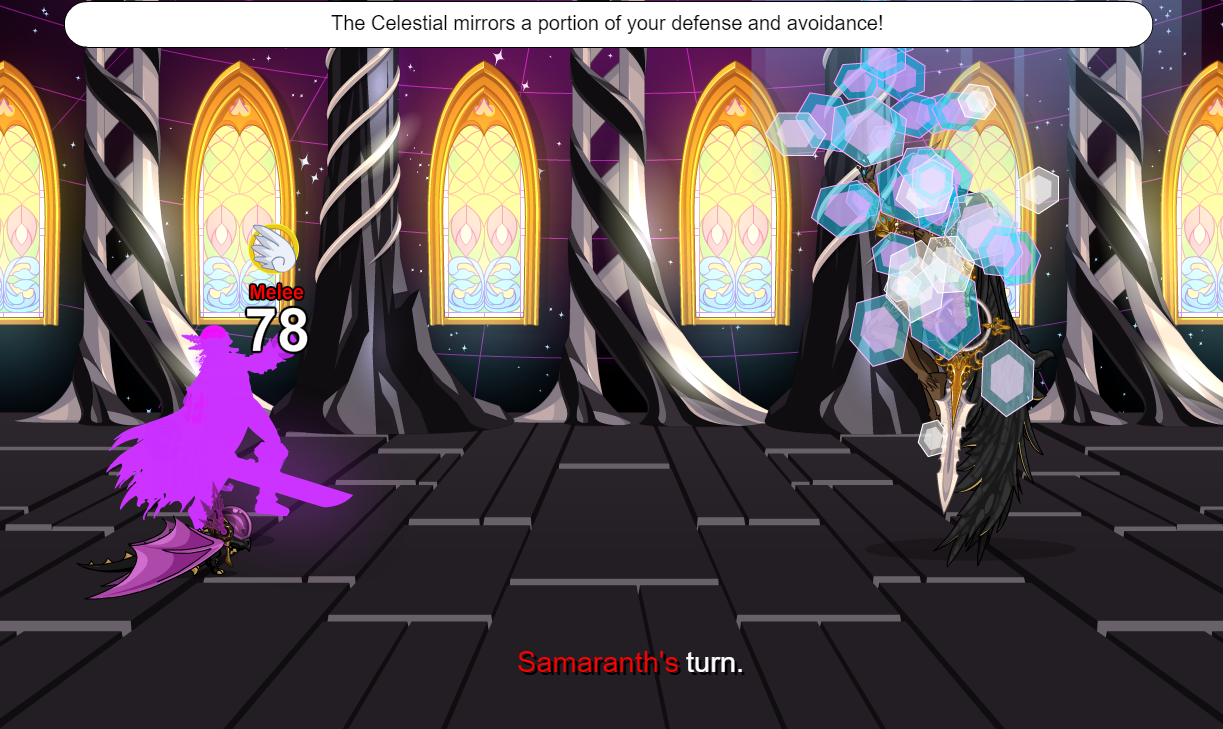 The Celestial mirrors a portion of your defense and avoidance!
Melee
78
Samaranth's turn.